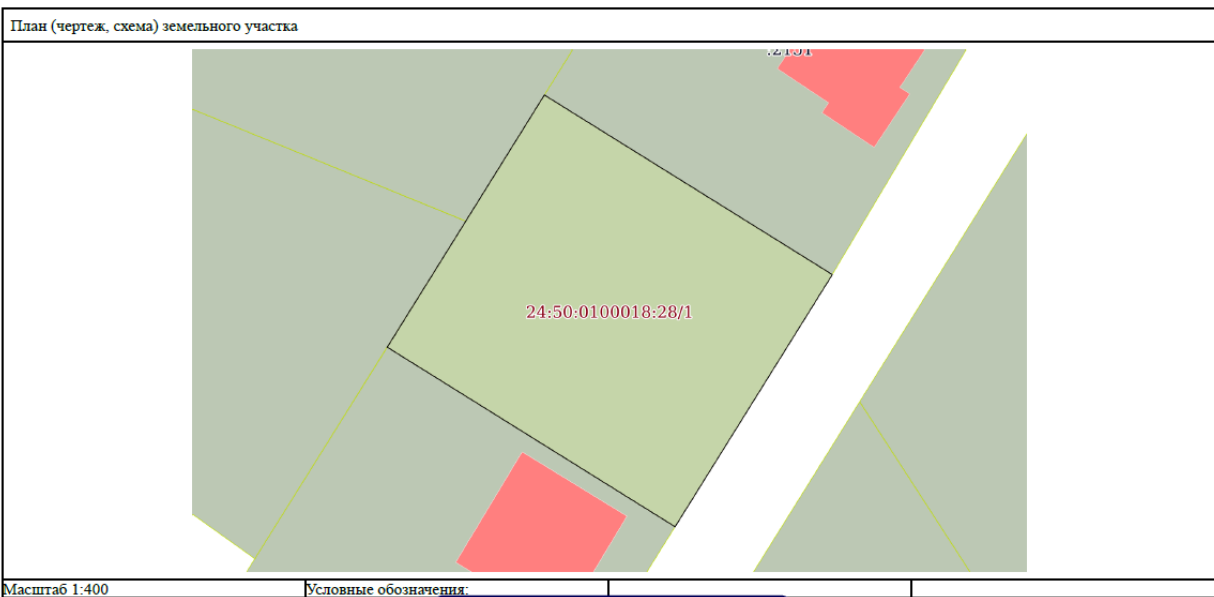 План (чертеж, схема) земельного участка
24:50:0100018:28/1
Масштаб 1:400
Условные обозначения: